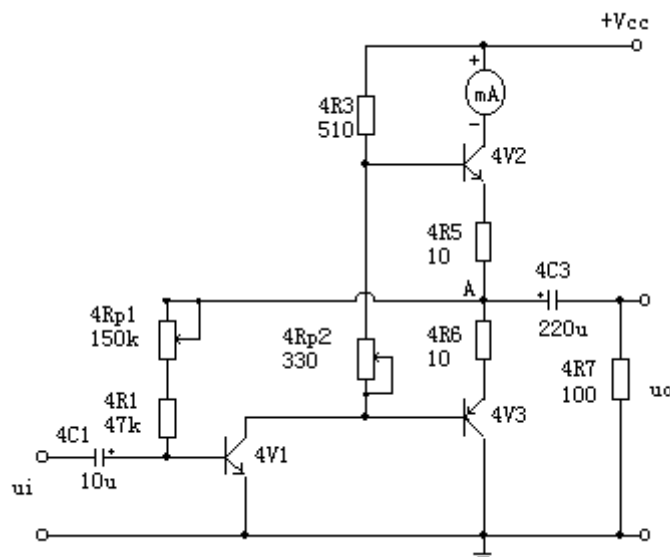 +Vcc
+
mA
-
4R3
510
4V2
4R5
10
4C3
A
+
220u
4Rp1
150k
4Rp2
330
4R6
10
4R7
100
uo
4R1
47k
4C1
+
10u
4V1
4V3
ui